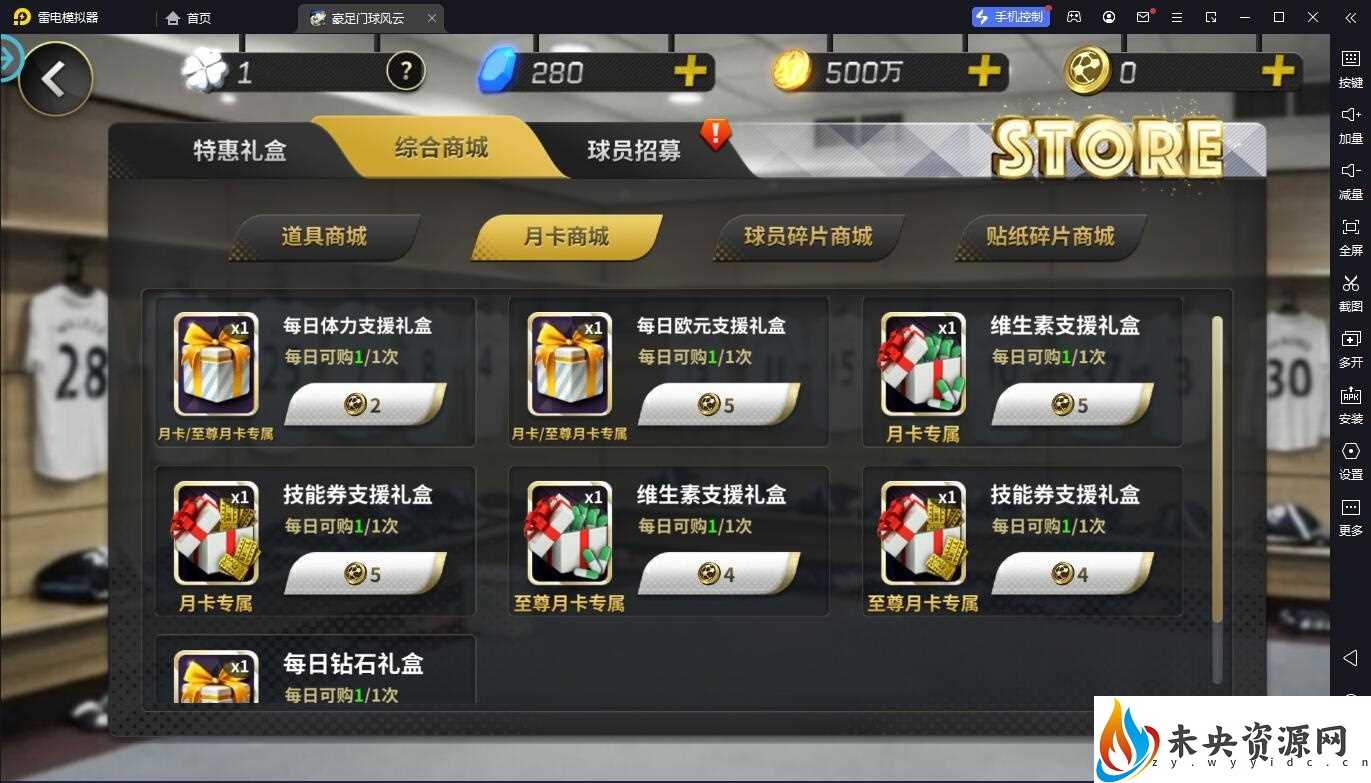 雷电模拟器
首页
豪足门球风云
手机控制
1
?
280
500万
0
特惠礼盒
综合商城
球员招募
STORE
道具商城
月卡商城
球员碎片商城
贴纸碎片商城
x1
每日体力支援礼盒
每日可购1/1次
2
月卡/至尊月卡专属
x1
每日欧元支援礼盒
每日可购1/1次
5
月卡/至尊月卡专属
x1
维生素支援礼盒
每日可购1/1次
5
月卡专属
x1
技能券支援礼盒
每日可购1/1次
5
月卡专属
x1
维生素支援礼盒
每日可购1/1次
4
至尊月卡专属
x1
技能券支援礼盒
每日可购1/1次
4
至尊月卡专属
x1
每日钻石礼盒
每日可购1/1次
28
30
按键
加量
减量
全屏
截图
多开
APK
安装
设置
更多
未央资源网
zy.wyyidc.com.cn